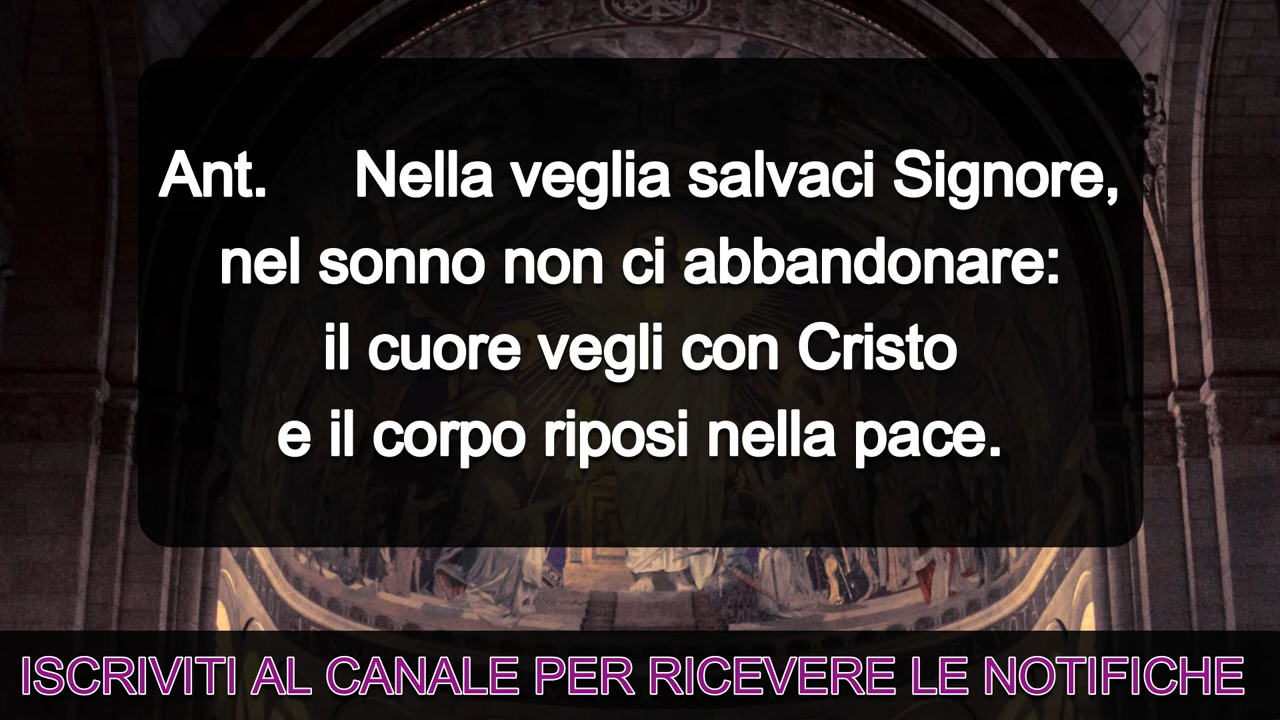 Ant. Nella veglia salvaci Signore,
nel sonno non ci abbandonare:
il cuore vegli con Cristo
e il corpo riposi nella pace.
ISCRIVITI AL CANALE PER RICEVERE LE NOTIFICHE